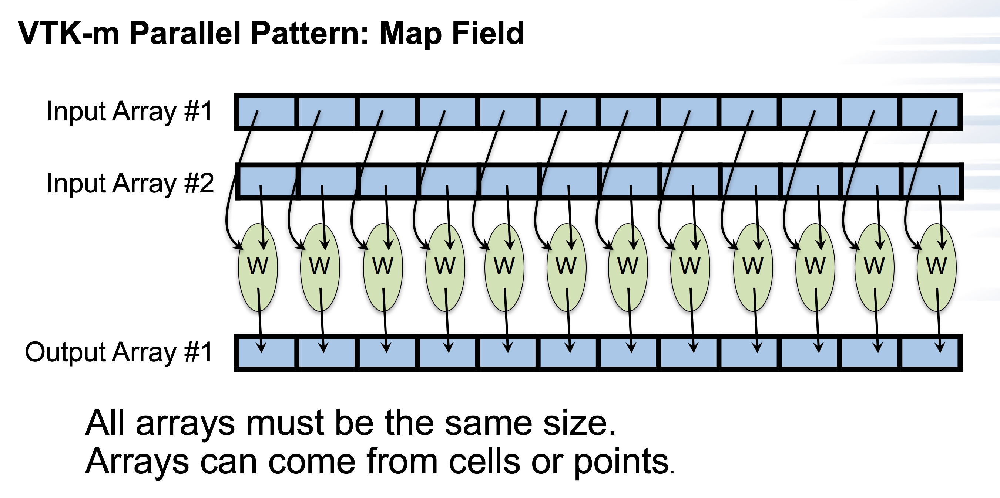 VTK-m Parallel Pattern: Map Field
Input Array #1
Input Array #2
W W W W W W W W W W W W
Output Array #1
All arrays must be the same size.
Arrays can come from cells or points.